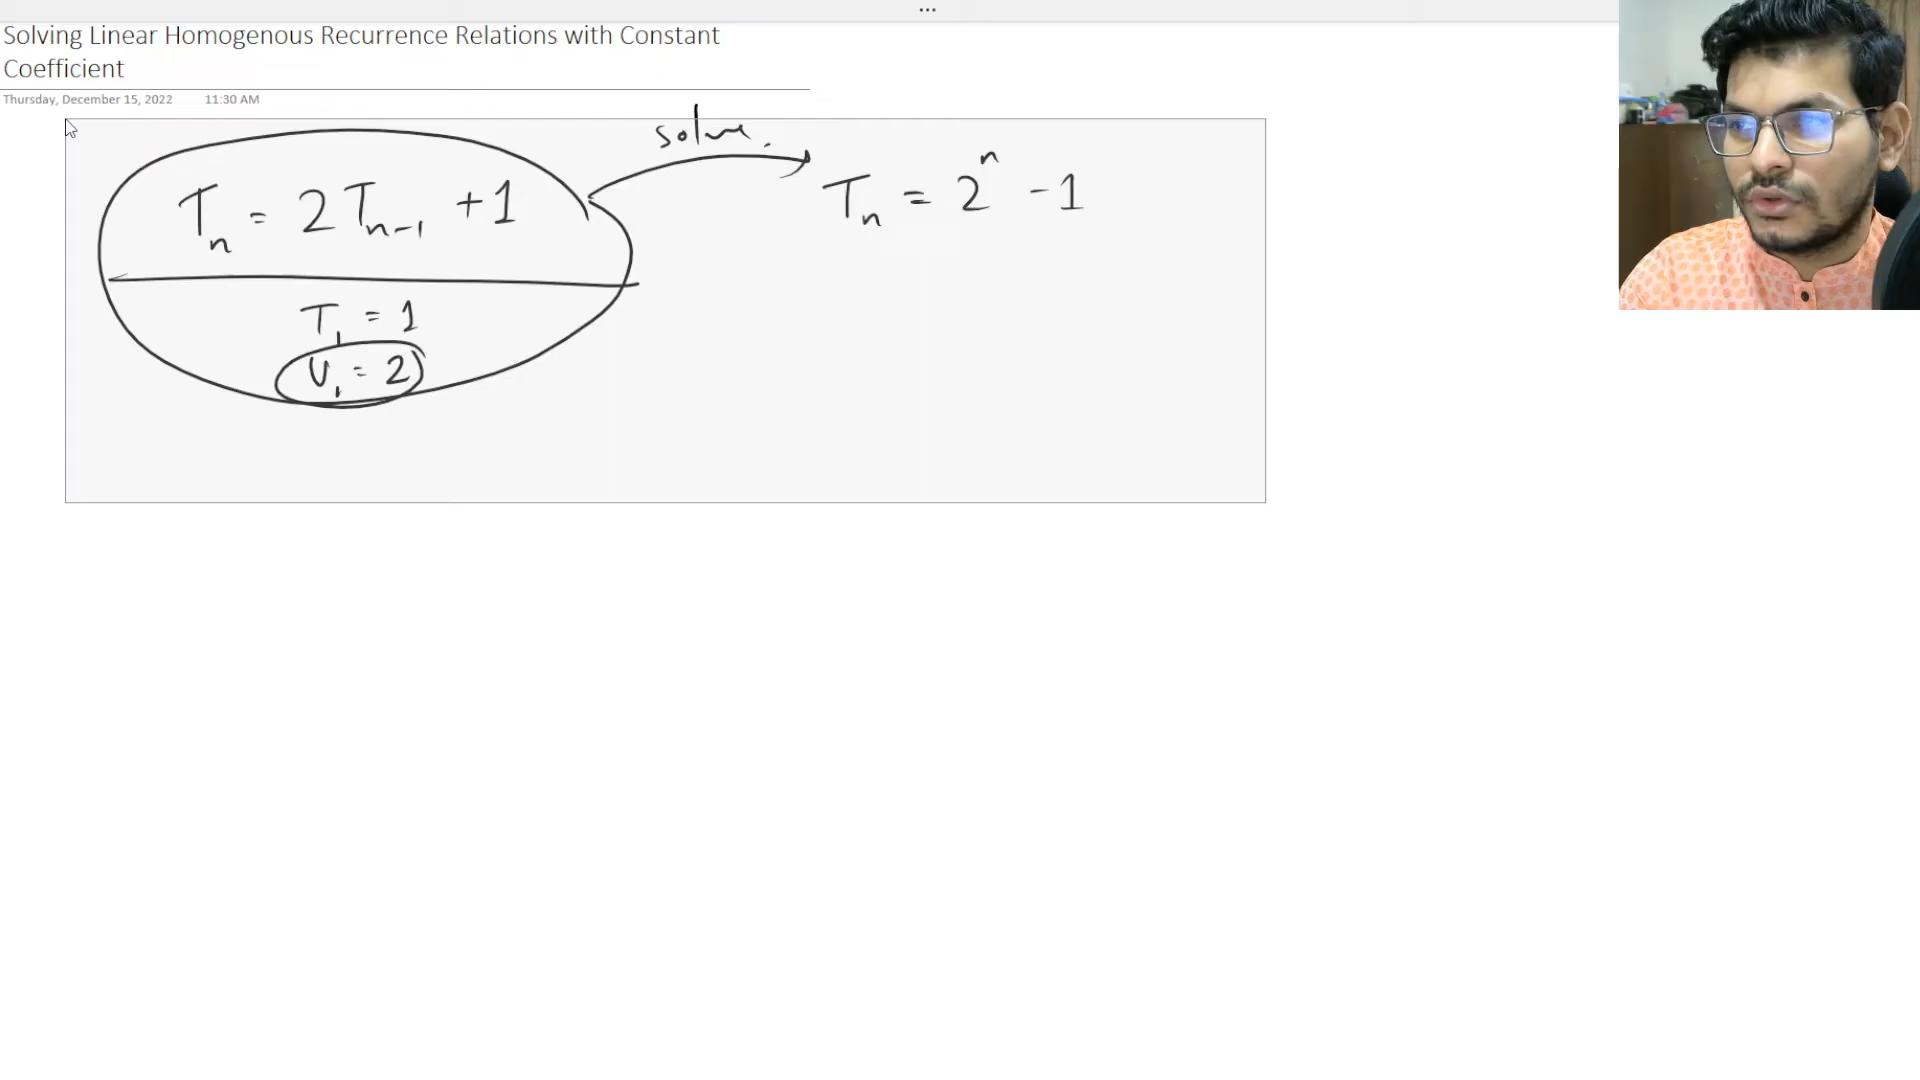 Solving Linear Homogenous Recurrence Relations with Constant
Coefficient
Thursday, December 15, 2022 11:30 AM
solve.
Tₙ = 2Tₙ₋₁ + 1
Tₙ = 2ⁿ - 1
T₁ = 1
U₁ = 2